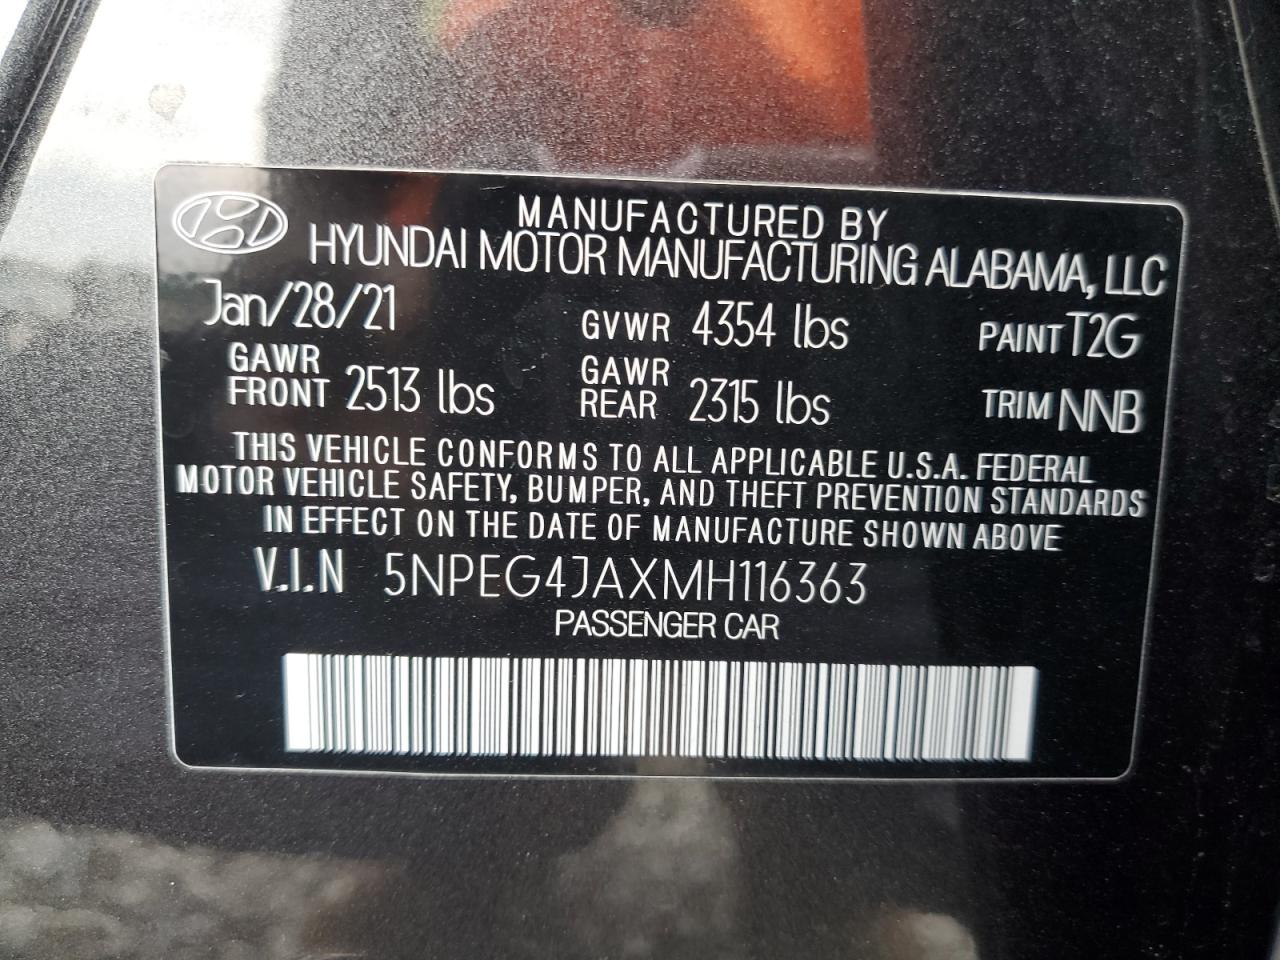 MANUFACTURED BY
HYUNDAI MOTOR MANUFACTURING ALABAMA, LLC
Jan/28/21 GVWR 4354 lbs PAINT T2G
GAWR FRONT 2513 lbs GAWR REAR 2315 lbs TRIM NNB
THIS VEHICLE CONFORMS TO ALL APPLICABLE U.S.A. FEDERAL
MOTOR VEHICLE SAFETY, BUMPER, AND THEFT PREVENTION STANDARDS
IN EFFECT ON THE DATE OF MANUFACTURE SHOWN ABOVE
V.I.N 5NPEG4JAXMH116363
PASSENGER CAR